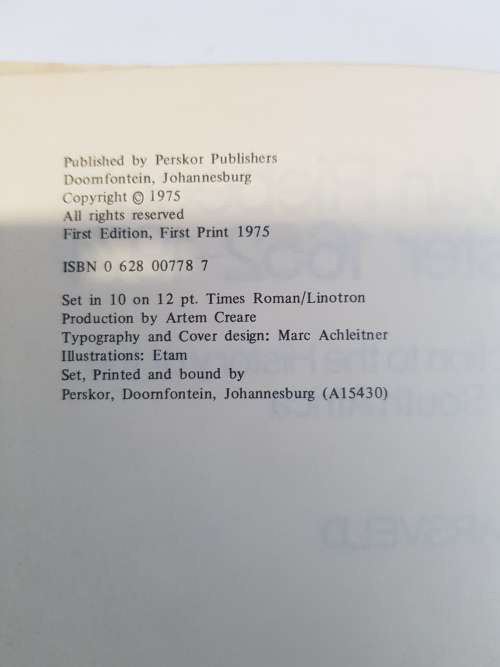 Published by Perskor Publishers
Doornfontein, Johannesburg
Copyright © 1975
All rights reserved
First Edition, First Print 1975
ISBN 0 628 00778 7
Set in 10 on 12 pt. Times Roman/Linotron
Production by Artem Creare
Typography and Cover design: Marc Achleitner
Illustrations: Etam
Set, Printed and bound by
Perskor, Doornfontein, Johannesburg (A15430)